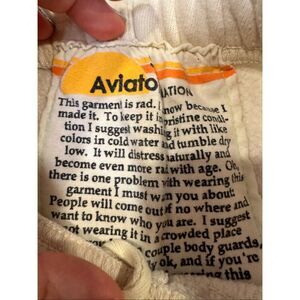 Aviato
ATION
This garment is rad. I now because I
made it. To keep it i pristine condi-
tion I suggest washing it with like
colors in cold water and tumble dry
low. It will distress naturally and
become even more rad with age. Oh,
there is one problem with wearing this
garment I must w n you about:
People will come out of no where and
want to know who you are. I suggest
ot wearing it in a crowded place
couple body guards.
ly ok, and if you're
this